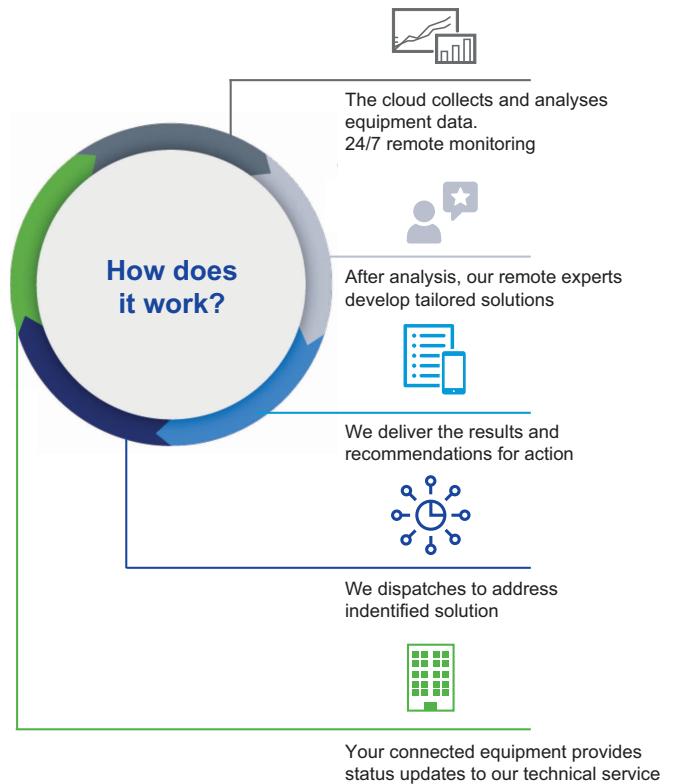 How does
it work?
The cloud collects and analyses
equipment data.
24/7 remote monitoring
After analysis, our remote experts
develop tailored solutions
We deliver the results and
recommendations for action
We dispatches to address
indentified solution
Your connected equipment provides
status updates to our technical service